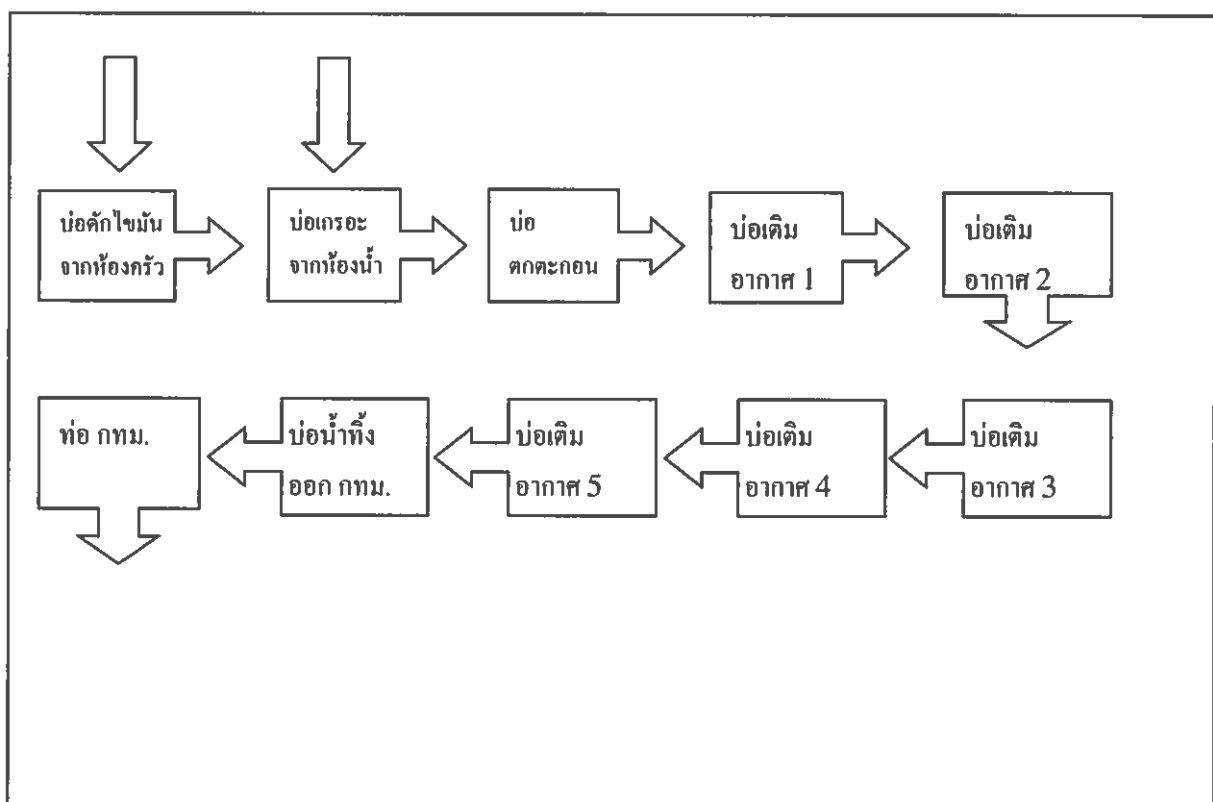 บ่อดักไขมัน
จากห้องครัว
บ่อเกรอะ
จากห้องน้ำ
บ่อ
ตกตะกอน
บ่อเติม
อากาศ 1
บ่อเติม
อากาศ 2
ท่อ กทม.
บ่อน้ำทิ้ง
ออก กทม.
บ่อเติม
อากาศ 5
บ่อเติม
อากาศ 4
บ่อเติม
อากาศ 3